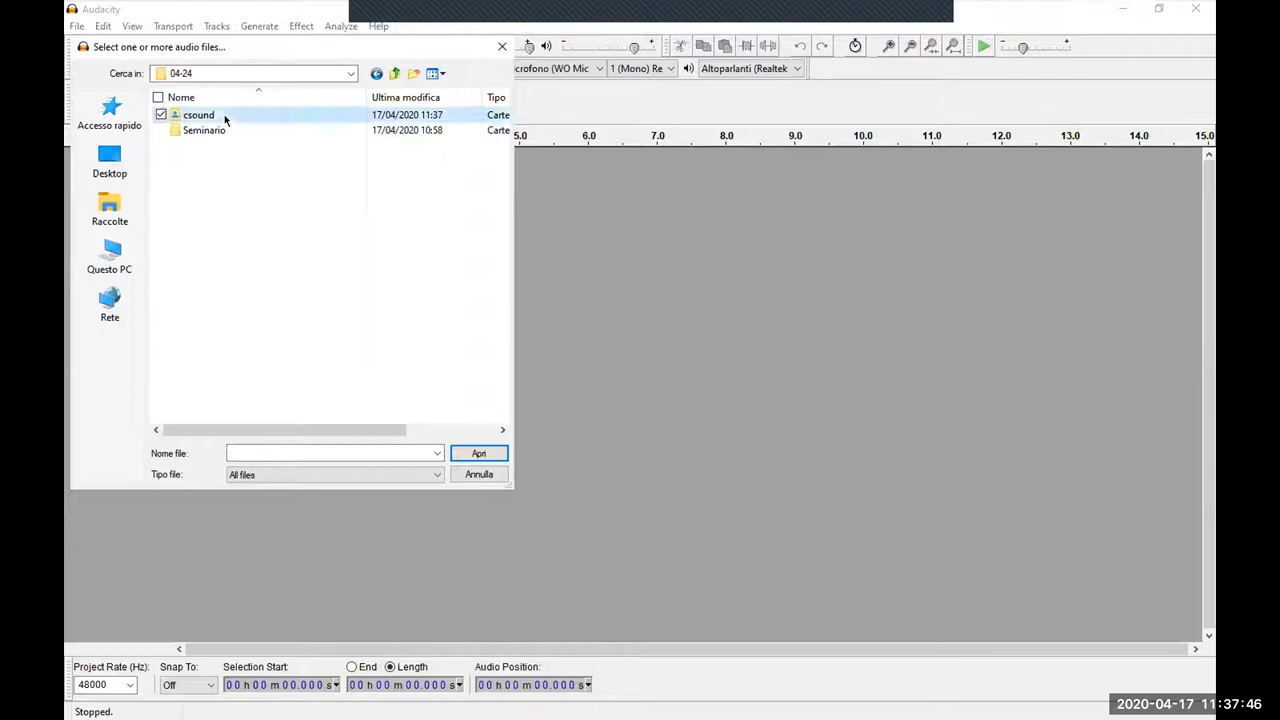 Audacity
File Edit View Transport Tracks Generate Effect Analyze Help
Select one or more audio files...
Cerca in: 04-24
crofono (WO Mic 1 (Mono) Re Altoparlanti (Realtek
Nome Ultima modifica Tipo
csound 17/04/2020 11:37 Carte
Seminario 17/04/2020 10:58 Carte
Accesso rapido
Desktop
Raccolte
Questo PC
Rete
5.0 6.0 7.0 8.0 9.0 10.0 11.0 12.0 13.0 14.0 15.0
Nome file: Apri
Tipo file: All files Annulla
Project Rate (Hz): Snap To: Selection Start: End Length Audio Position:
48000 Off 00 h 00 m 00.000 s 00 h 00 m 00.000 s 00 h 00 m 00.000 s
Stopped.
2020-04-17 11:37:46